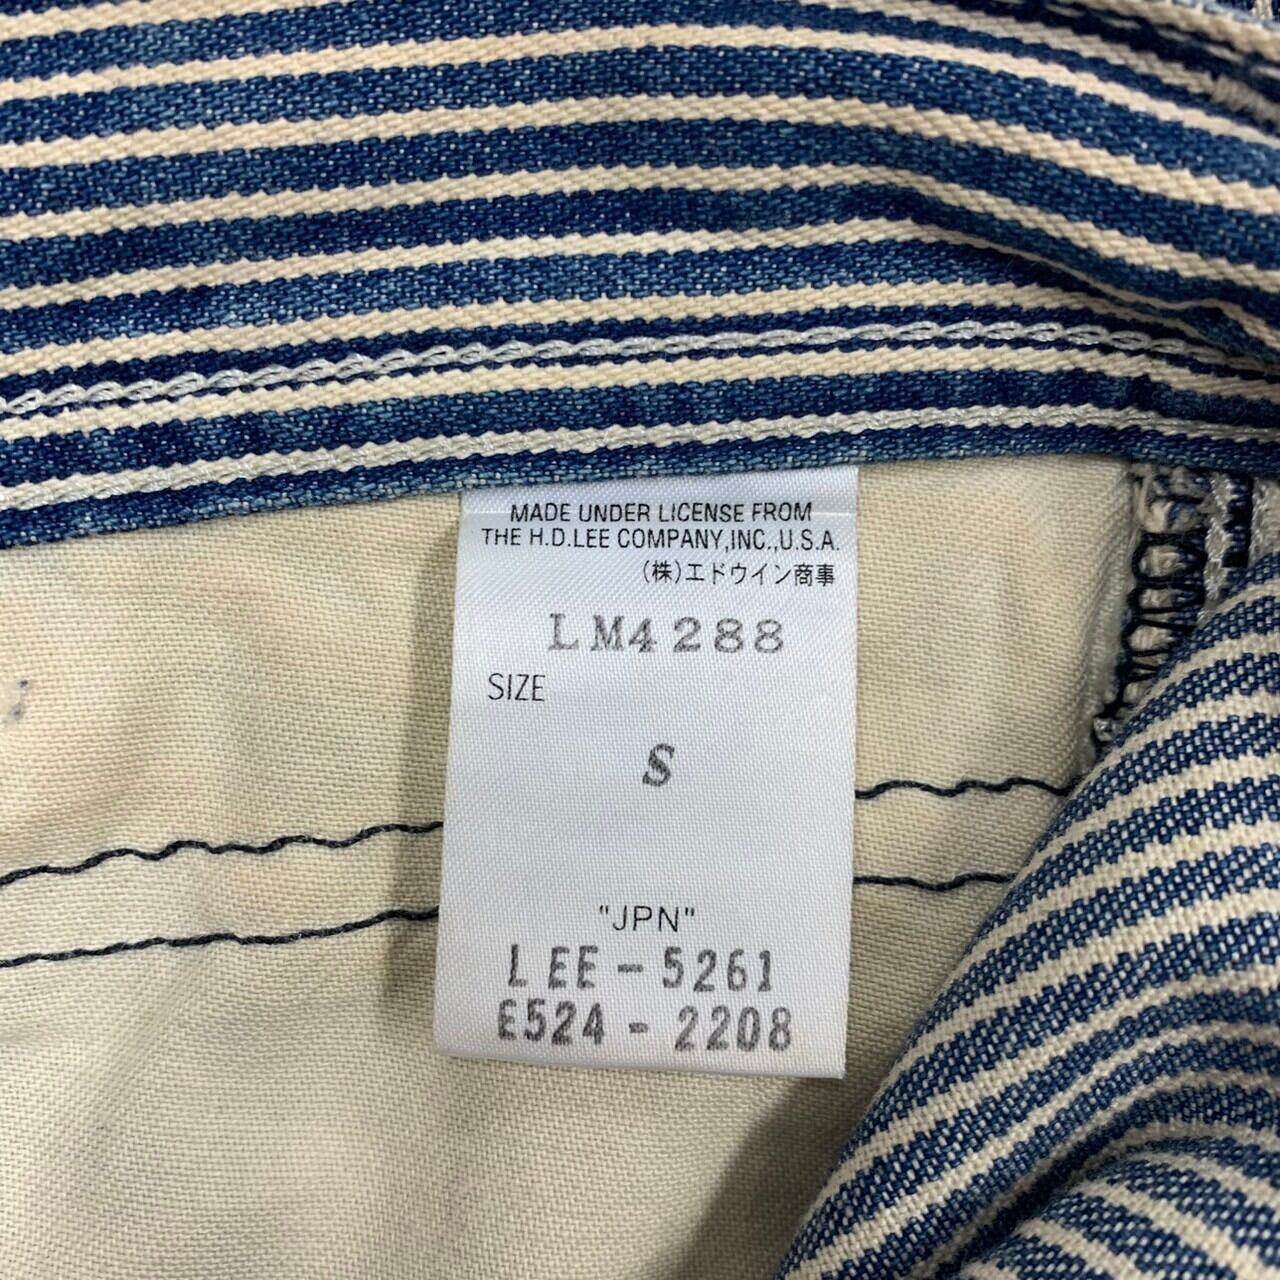 MADE UNDER LICENSE FROM
THE H.D.LEE COMPANY,INC.,U.S.A.
(株)エドウイン商事
LM4288
SIZE
S
"JPN"
LEE-5261
E524-2208